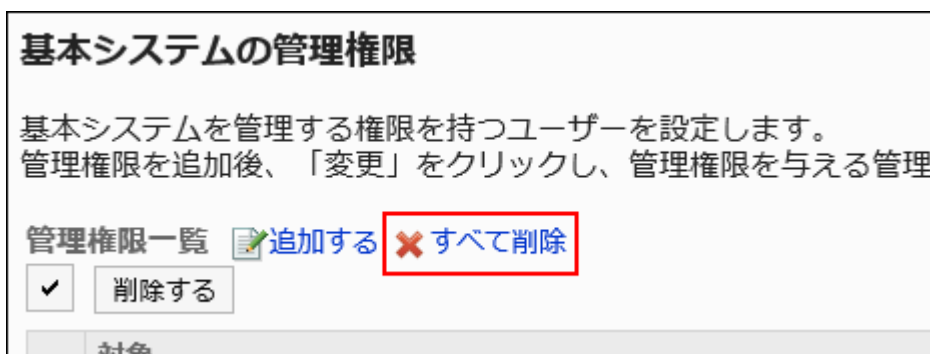 基本システムの管理権限
基本システムを管理する権限を持つユーザーを設定します。
管理権限を追加後、「変更」をクリックし、管理権限を与える管理
管理権限一覧 追加する すべて削除
削除する
対象